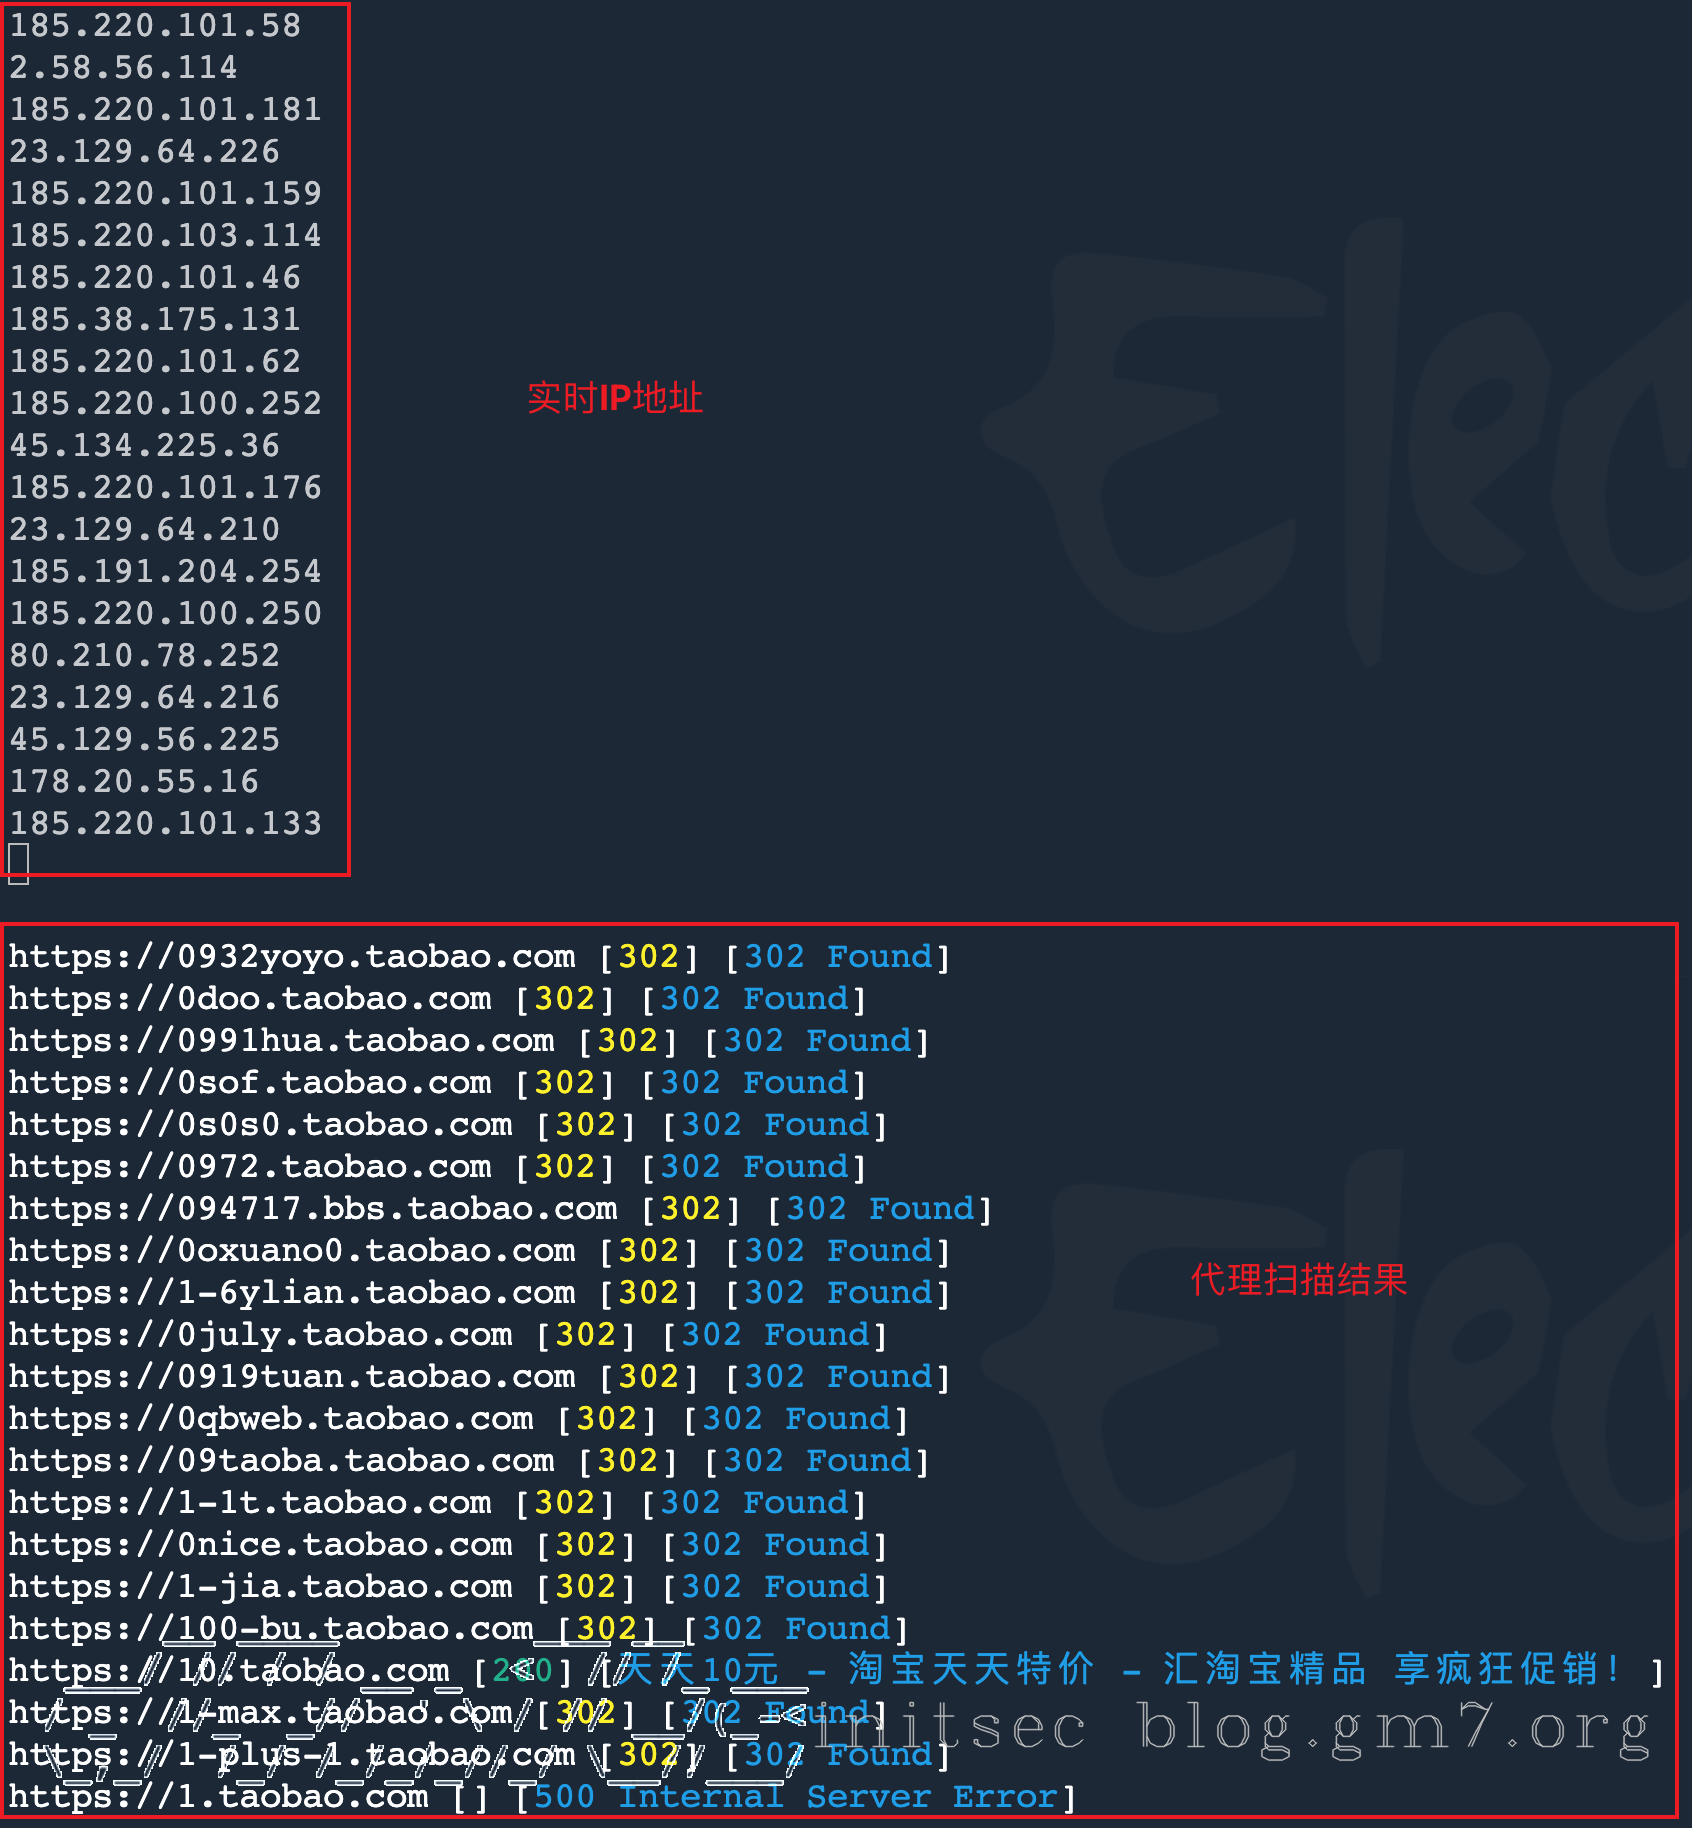 185.220.101.58
2.58.56.114
185.220.101.181
23.129.64.226
185.220.101.159
185.220.103.114
185.220.101.46
185.38.175.131
185.220.101.62
实时IP地址
185.220.100.252
45.134.225.36
185.220.101.176
23.129.64.210
185.191.204.254
185.220.100.250
80.210.78.252
23.129.64.216
45.129.56.225
178.20.55.16
185.220.101.133
https://0932yoyo.taobao.com [302] [302 Found]
https://0doo.taobao.com [302] [302 Found]
https://0991hua.taobao.com [302] [302 Found]
https://0sof.taobao.com [302] [302 Found]
https://0s0s0.taobao.com [302] [302 Found]
https://0972.taobao.com [302] [302 Found]
https://094717.bbs.taobao.com [302] [302 Found]
https://0oxuano0.taobao.com [302] [302 Found]
代理扫描结果
https://1-6ylian.taobao.com [302] [302 Found]
https://0july.taobao.com [302] [302 Found]
https://0919tuan.taobao.com [302] [302 Found]
https://0qbweb.taobao.com [302] [302 Found]
https://09taoba.taobao.com [302] [302 Found]
https://1-1t.taobao.com [302] [302 Found]
https://0nice.taobao.com [302] [302 Found]
https://1-jia.taobao.com [302] [302 Found]
https://100-bu.taobao.com [302] [302 Found]
https://10.taobao.com [200] [天天10元 - 淘宝天天特价 - 汇淘宝精品 享疯狂促销! ]
https://1-max.taobao.com [302] [302 Found]
initsec blog.gm7.org
https://1-plus-1.taobao.com [302] [302 Found]
https://1.taobao.com [] [500 Internal Server Error]